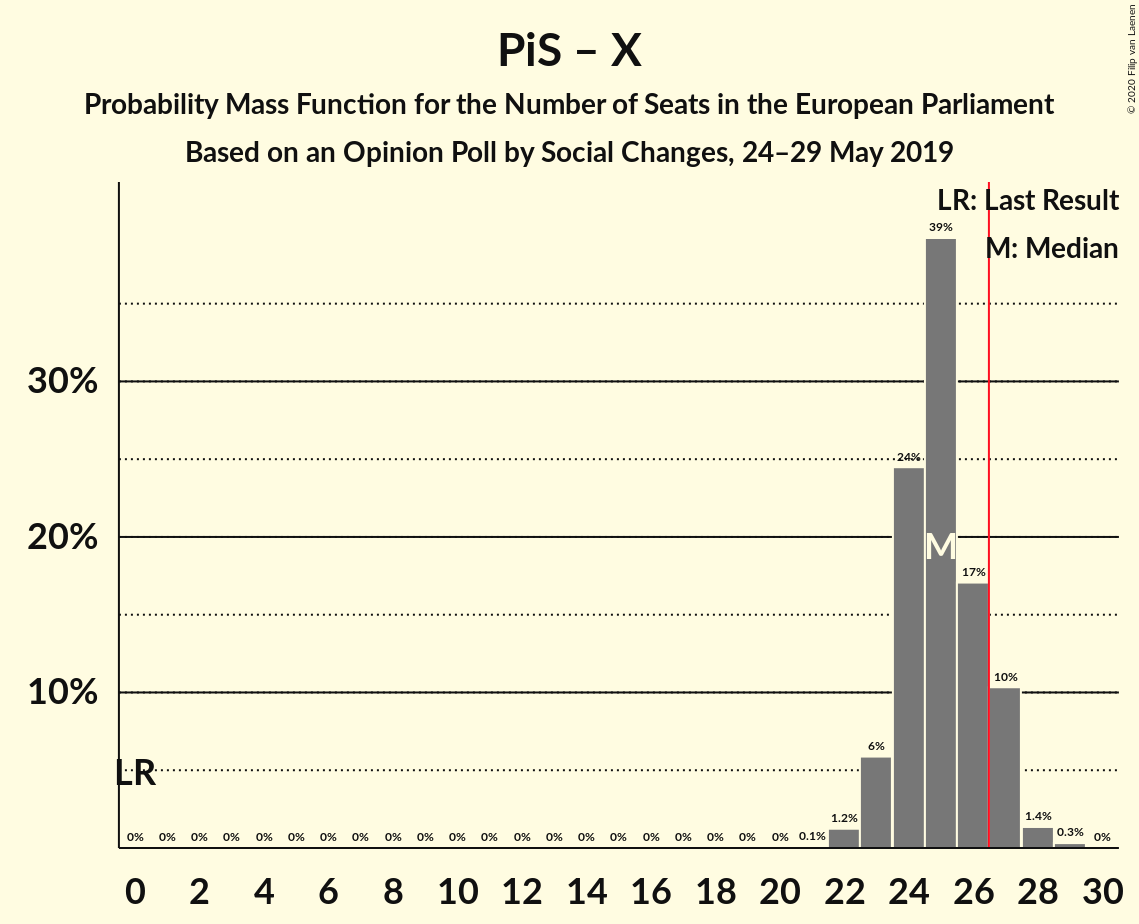 PiS – X
Probability Mass Function for the Number of Seats in the European Parliament
Based on an Opinion Poll by Social Changes, 24–29 May 2019
© 2020 Filip van Laenen
LR: Last Result
M: Median
39%
30%
24%
20%
M
17%
10%
10%
6%
LR
0% 0% 0% 0% 0% 0% 0% 0% 0% 0% 0% 0% 0% 0% 0% 0% 0% 0% 0% 0% 0% 0.1% 1.2% 1.4% 0.3% 0%
0 2 4 6 8 10 12 14 16 18 20 22 24 26 28 30